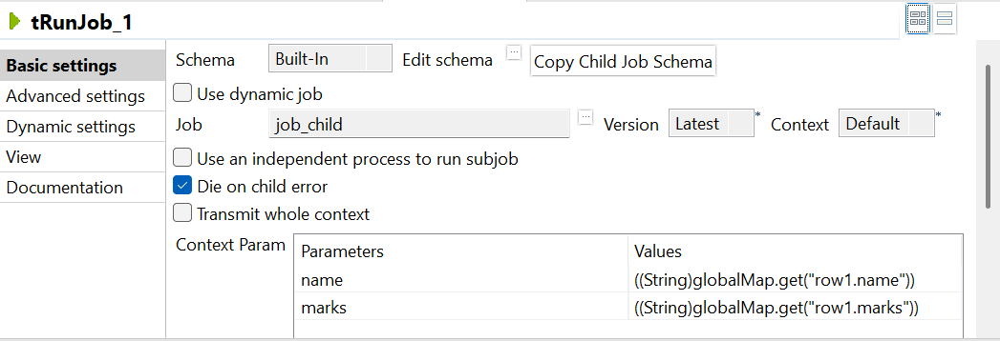 tRunJob_1
Basic settings
Advanced settings
Dynamic settings
View
Documentation
Schema Built-In Edit schema ... Copy Child Job Schema
Use dynamic job
Job job_child ... Version Latest * Context Default *
Use an independent process to run subjob
Die on child error
Transmit whole context
Context Param Parameters Values
name ((String)globalMap.get("row1.name"))
marks ((String)globalMap.get("row1.marks"))